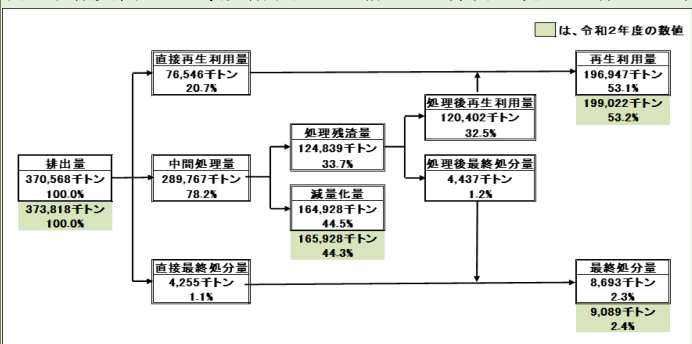 は、令和2年度の数値
直接再生利用量
76,546千トン
20.7%
再生利用量
196,947千トン
53.1%
199,022千トン
53.2%
処理後再生利用量
120,402千トン
32.5%
処理残渣量
124,839千トン
33.7%
排出量
370,568千トン
100.0%
373,818千トン
100.0%
中間処理量
289,767千トン
78.2%
処理後最終処分量
4,437千トン
1.2%
減量化量
164,928千トン
44.5%
165,928千トン
44.3%
直接最終処分量
4,255千トン
1.1%
最終処分量
8,693千トン
2.3%
9,089千トン
2.4%